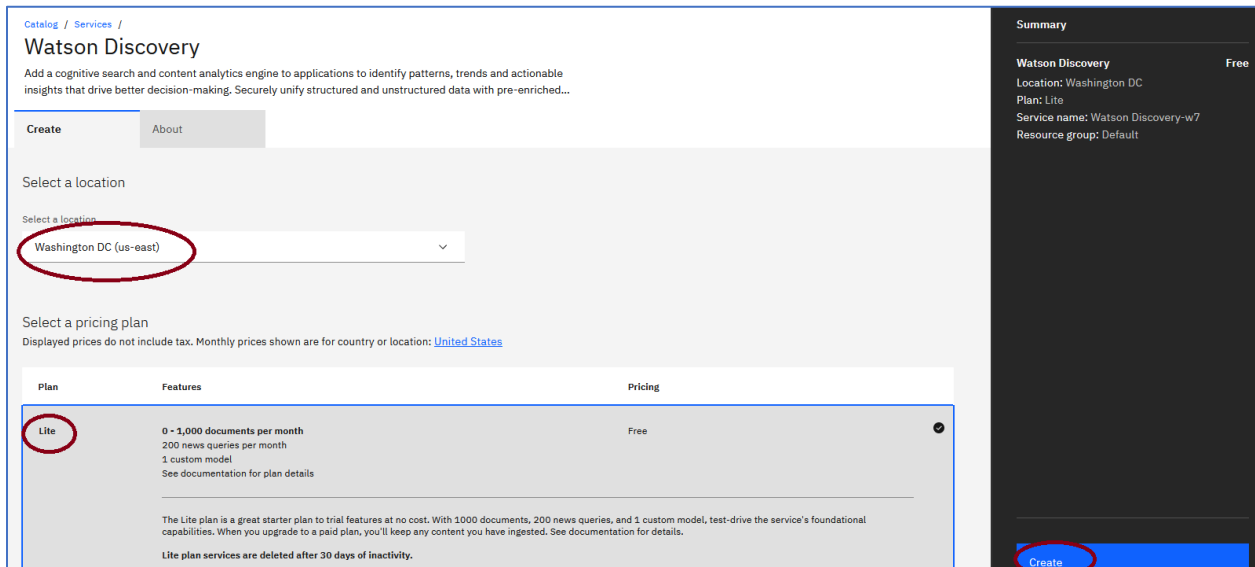 Catalog / Services /
Watson Discovery
Add a cognitive search and content analytics engine to applications to identify patterns, trends and actionable
insights that drive better decision-making. Securely unify structured and unstructured data with pre-enriched...
Create
About
Select a location
Select a location
Washington DC (us-east)
Select a pricing plan
Displayed prices do not include tax. Monthly prices shown are for country or location: United States
Plan Features Pricing
Lite 0 - 1,000 documents per month Free
200 news queries per month
1 custom model
See documentation for plan details
The Lite plan is a great starter plan to trial features at no cost. With 1000 documents, 200 news queries, and 1 custom model, test-drive the service's foundational
capabilities. When you upgrade to a paid plan, you'll keep any content you have ingested. See documentation for details.
Lite plan services are deleted after 30 days of inactivity.
Summary
Watson Discovery Free
Location: Washington DC
Plan: Lite
Service name: Watson Discovery-w7
Resource group: Default
Create